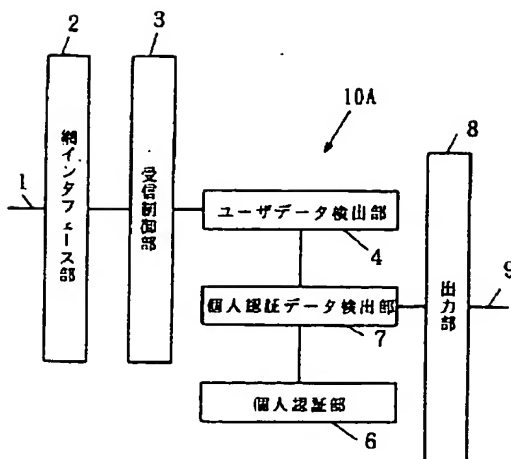 2
3
10A
8
1
網インタフェース部
受信制御部
ユーザデータ検出部
4
個人認証データ検出部
7
出力部
9
個人認証部
6